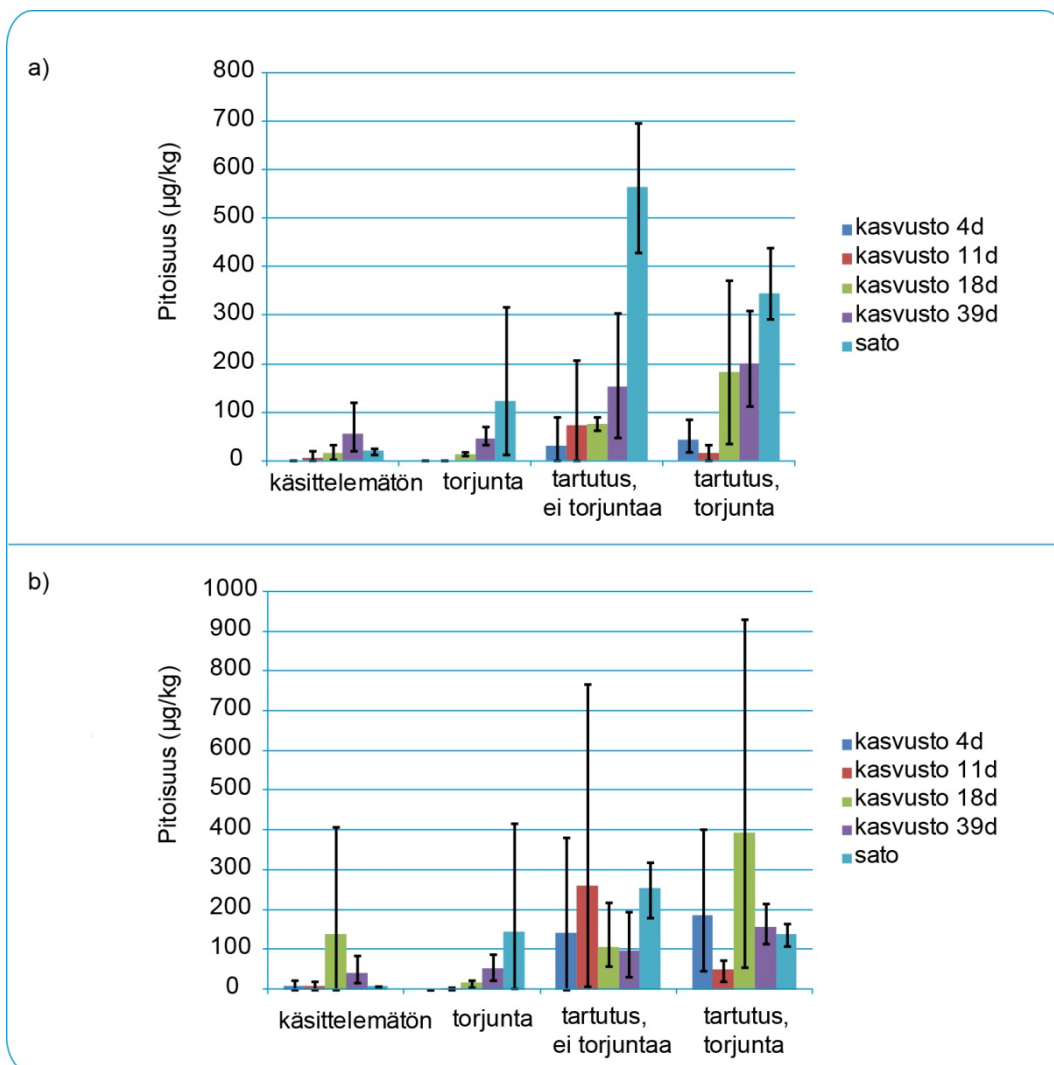 a)
800
700
600
500
400
300
200
100
0
Pitoisuus (µg/kg)
käsittelemätön
torjunta
tartutus,
ei torjuntaa
tartutus,
torjunta
kasvusto 4d
kasvusto 11d
kasvusto 18d
kasvusto 39d
sato
b)
1000
900
800
700
600
500
400
300
200
100
0
Pitoisuus (µg/kg)
käsittelemätön
torjunta
tartutus,
ei torjuntaa
tartutus,
torjunta
kasvusto 4d
kasvusto 11d
kasvusto 18d
kasvusto 39d
sato